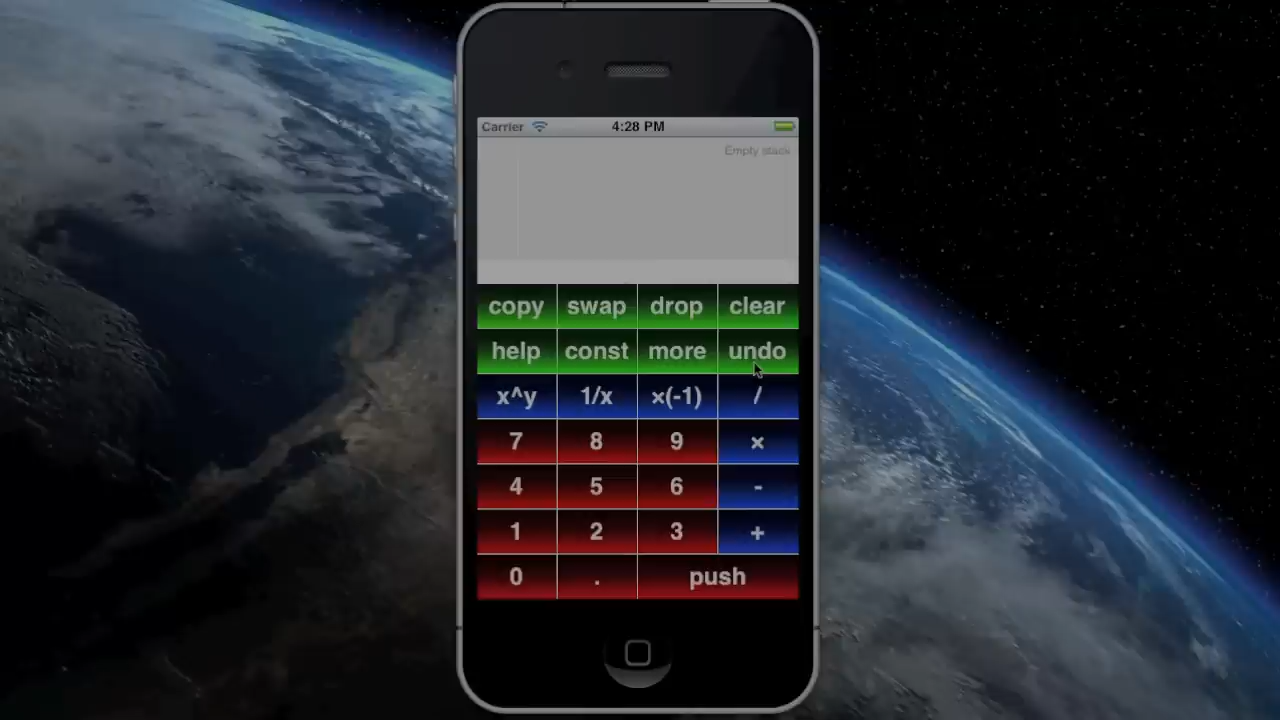 Carrier 4:28 PM
Empty stack
copy swap drop clear
help const more undo
x^y 1/x ×(-1) /
7 8 9 ×
4 5 6 -
1 2 3 +
0 . push